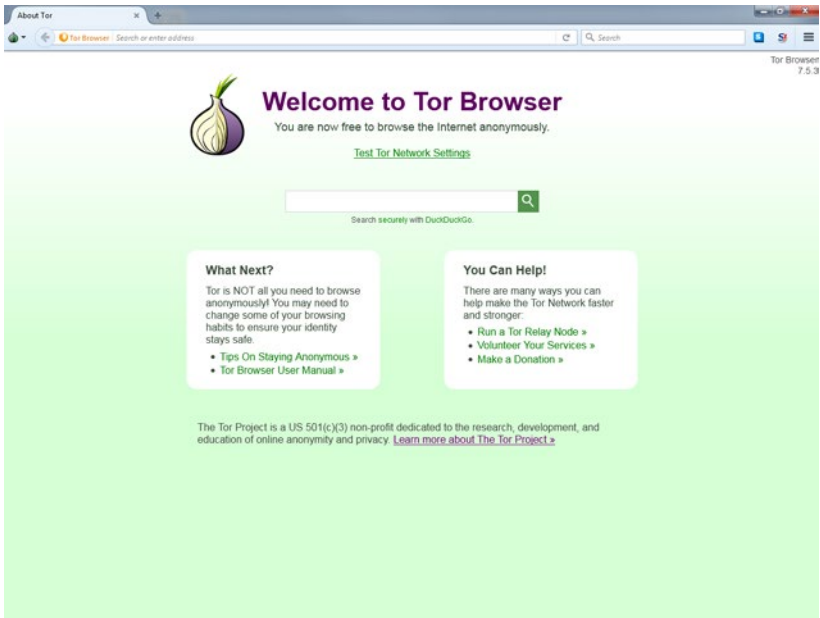 About Tor
Tor Browser Search or enter address
Search
Tor Browser
7.5.3
Welcome to Tor Browser
You are now free to browse the Internet anonymously.
Test Tor Network Settings
Search securely with DuckDuckGo.
What Next?
Tor is NOT all you need to browse
anonymously! You may need to
change some of your browsing
habits to ensure your identity
stays safe.
• Tips On Staying Anonymous »
• Tor Browser User Manual »
You Can Help!
There are many ways you can
help make the Tor Network faster
and stronger:
• Run a Tor Relay Node »
• Volunteer Your Services »
• Make a Donation »
The Tor Project is a US 501(c)(3) non-profit dedicated to the research, development, and
education of online anonymity and privacy. Learn more about The Tor Project »